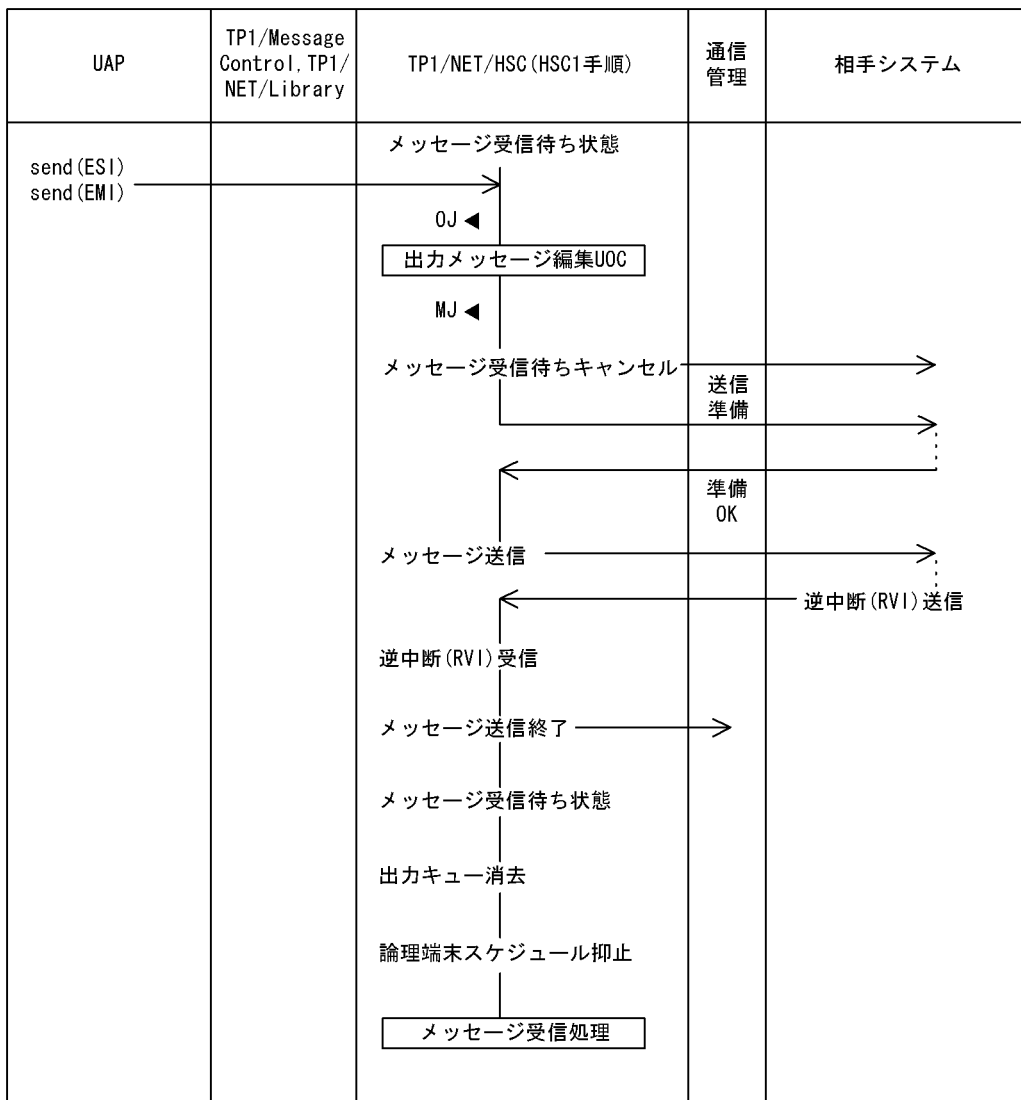 UAP
TP1/Message
Control,TP1/
NET/Library
TP1/NET/HSC(HSC1手順)
通信
管理
相手システム
メッセージ受信待ち状態
send(ESI)
send(EMI)
OJ
出力メッセージ編集UOC
MJ
メッセージ受信待ちキャンセル
送信
準備
準備
OK
メッセージ送信
逆中断(RVI)送信
逆中断(RVI)受信
メッセージ送信終了
メッセージ受信待ち状態
出力キュー消去
論理端末スケジュール抑止
メッセージ受信処理